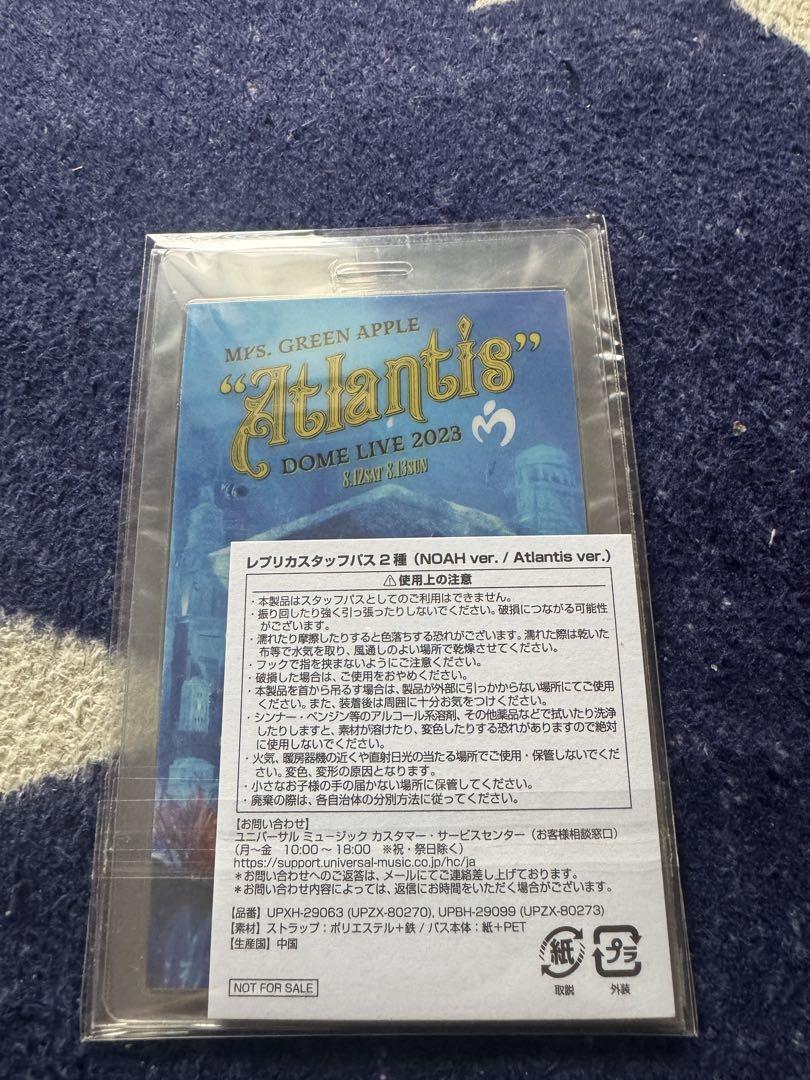 Mrs. GREEN APPLE
“Atlantis”
DOME LIVE 2023
8.12SAT 8.13SUN
レプリカスタッフパス2種（NOAH ver. / Atlantis ver.）
⚠使用上の注意
・本製品はスタッフパスとしてのご利用はできません。
・振り回したり強く引っ張ったりしないでください。破損につながる可能性
がございます。
・濡れたり摩擦したりすると色落ちする恐れがございます。濡れた際は乾いた
布等で水気を取り、風通しのよい場所で乾燥させてください。
・フックで指を挟まないようにご注意ください。
・破損した場合は、ご使用をおやめください。
・本製品を首から吊るす場合は、製品が外部に引っかからない場所にてご使用
ください。また、装着後は周囲に十分お気をつけください。
・シンナー・ベンジン等のアルコール系溶剤、その他薬品などで拭いたり洗浄
したりしますと、素材が溶けたり、変色したりする恐れがありますので絶対
に使用しないでください。
・火気、暖房器機の近くや直射日光の当たる場所でご使用・保管しないでくだ
さい。変色、変形の原因となります。
・小さなお子様の手の届かない場所に保管してください。
・廃棄の際は、各自治体の分別方法に従ってください。
【お問い合わせ】
ユニバーサル ミュージック カスタマー・サービスセンター（お客様相談窓口）
（月～金　10:00～18:00　※祝・祭日除く）
https://support.universal-music.co.jp/hc/ja
＊お問い合わせへのご返答は、メールにてご連絡差し上げております。
＊お問い合わせ内容によっては、返信にお時間をいただく場合がございます。
【品番】UPXH-29063 (UPZX-80270), UPBH-29099 (UPZX-80273)
【素材】ストラップ：ポリエステル＋鉄 / パス本体：紙＋PET
【生産国】中国
NOT FOR SALE
紙
取説
プラ
外装